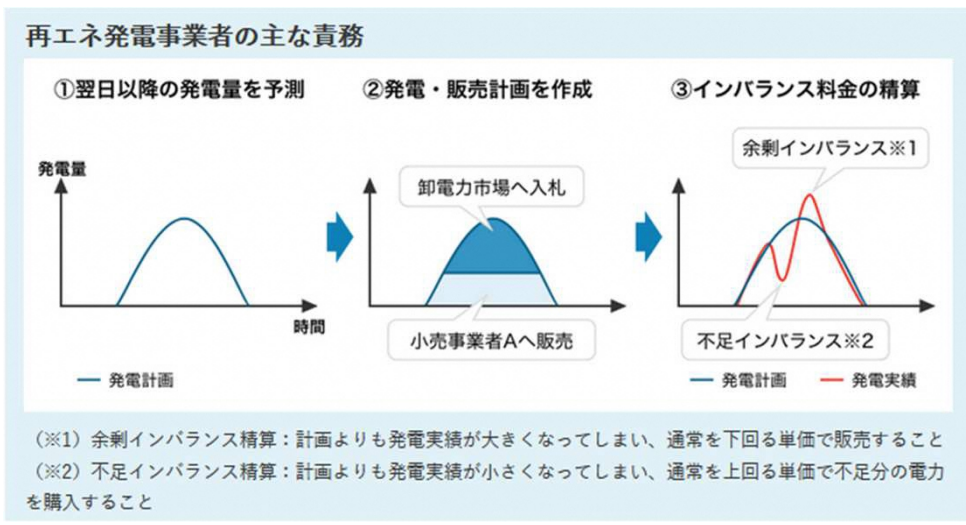 再エネ発電事業者の主な責務
①翌日以降の発電量を予測
②発電・販売計画を作成
③インバランス料金の精算
発電量
時間
発電計画
卸電力市場へ入札
小売事業者Aへ販売
余剰インバランス※1
不足インバランス※2
発電計画
発電実績
（※1）余剰インバランス精算：計画よりも発電実績が大きくなってしまい、通常を下回る単価で販売すること
（※2）不足インバランス精算：計画よりも発電実績が小さくなってしまい、通常を上回る単価で不足分の電力
を購入すること